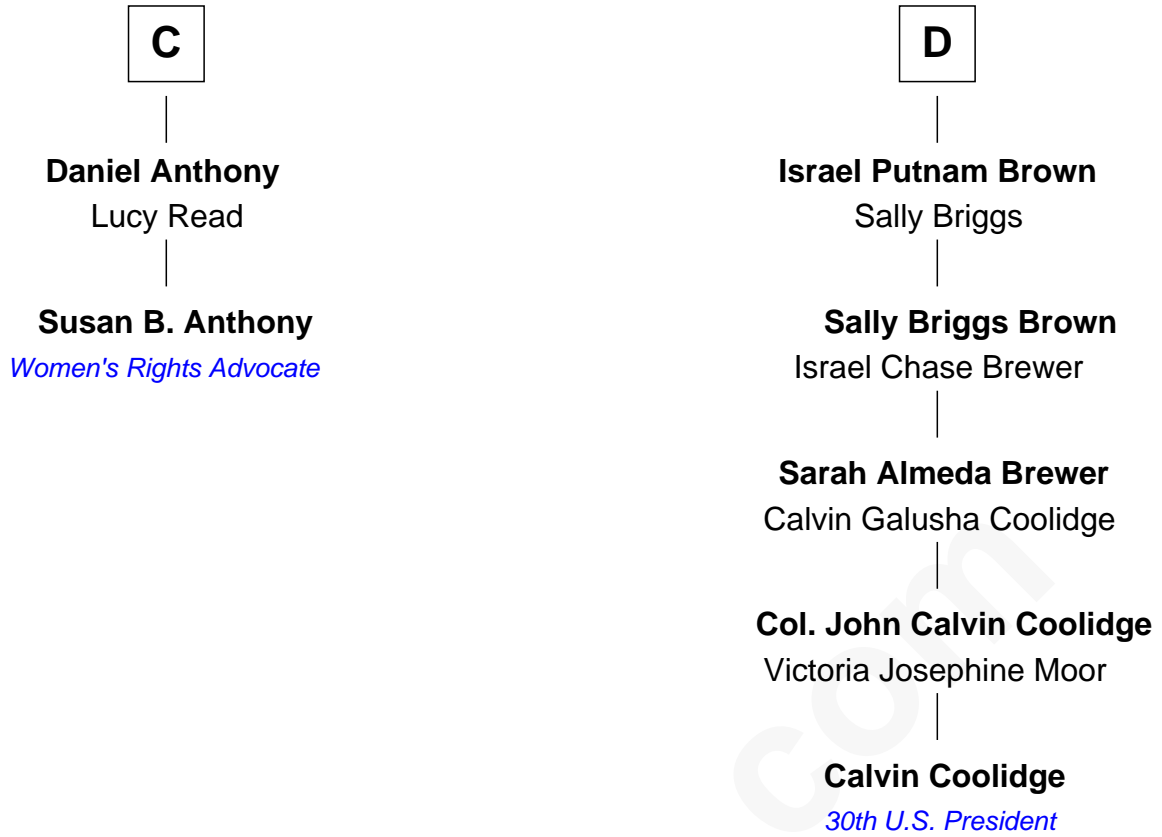 C
Daniel Anthony
Lucy Read
Susan B. Anthony
Women's Rights Advocate
D
Israel Putnam Brown
Sally Briggs
Sally Briggs Brown
Israel Chase Brewer
Sarah Almeda Brewer
Calvin Galusha Coolidge
Col. John Calvin Coolidge
Victoria Josephine Moor
Calvin Coolidge
30th U.S. President
com